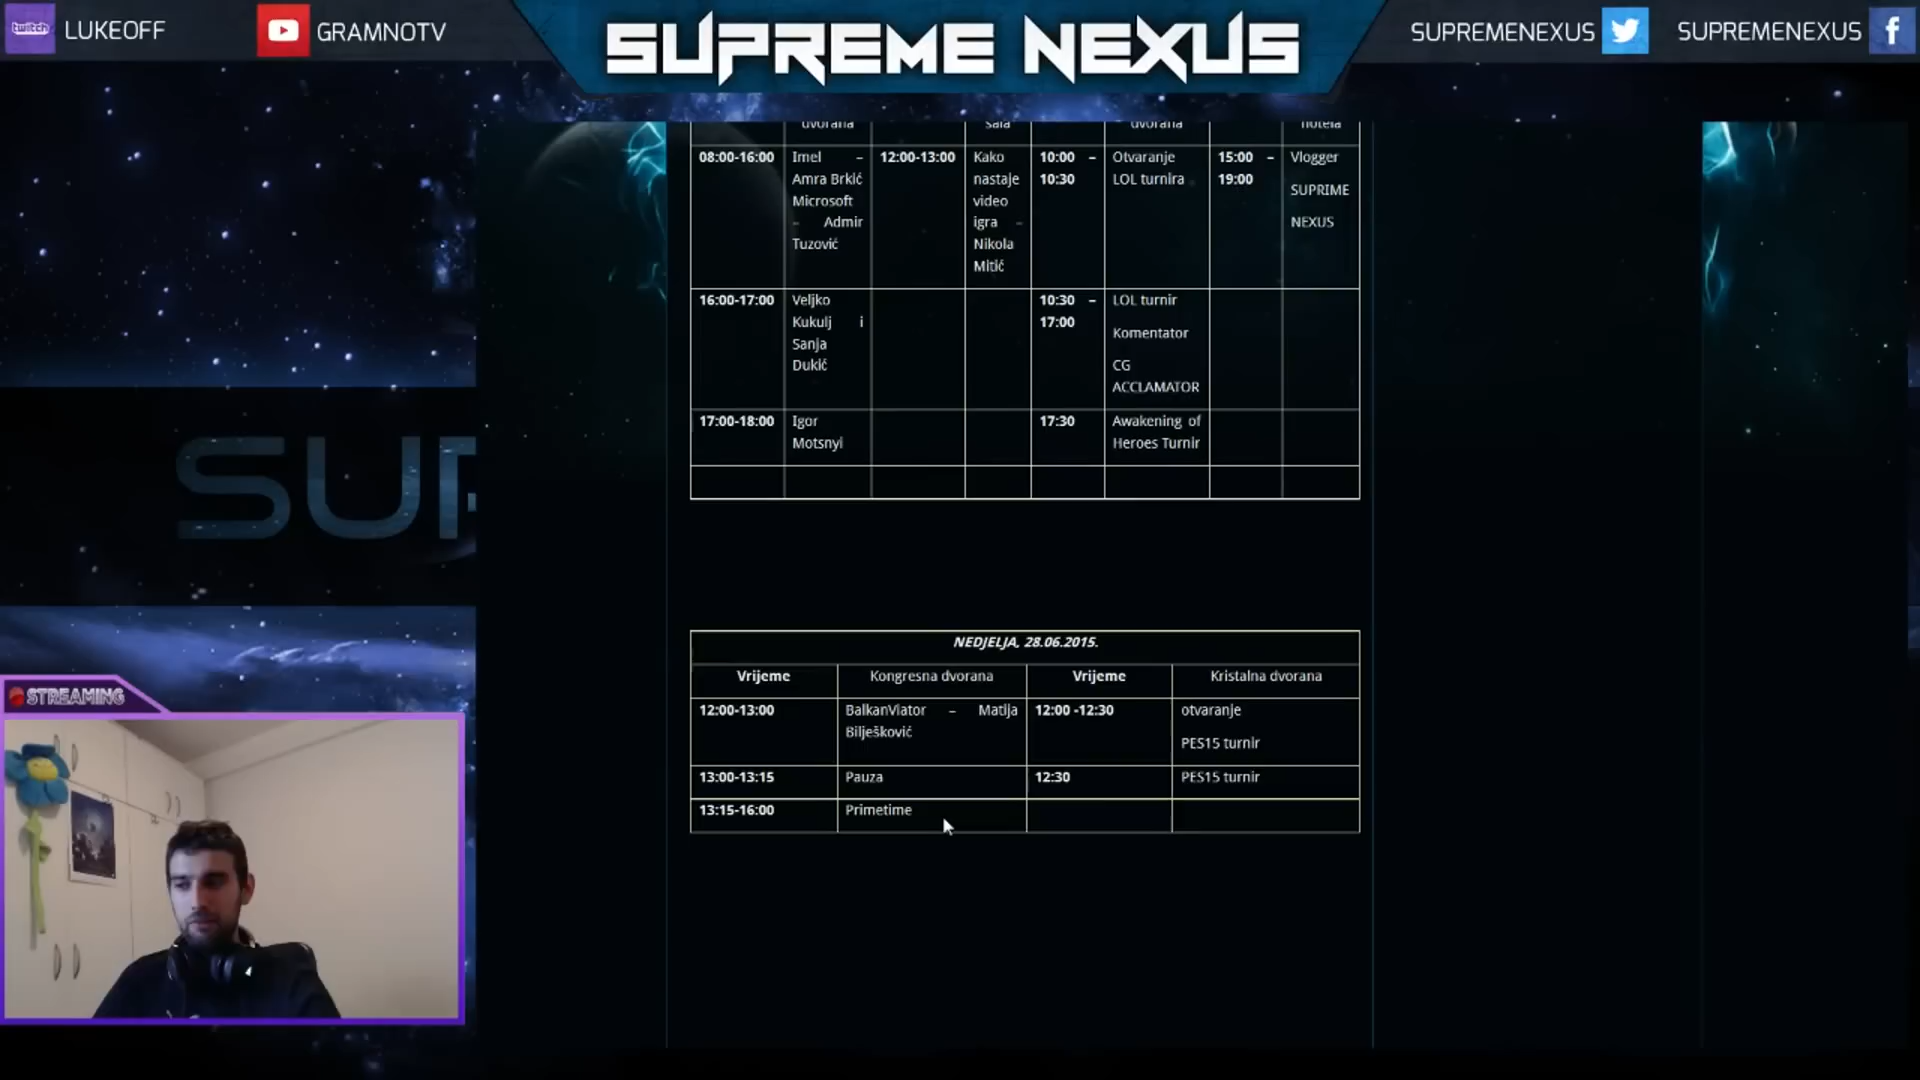 LUKEOFF
GRAMNOTV
SUPREME NEXUS
SUPREMENEXUS
SUPREMENEXUS
dvorana
sala
dvorana
hotela
08:00-16:00
Imel –
Amra Brkić
Microsoft
– Admir
Tuzović
12:00-13:00
Kako
nastaje
video
igra –
Nikola
Mitić
10:00 –
10:30
Otvaranje
LOL turnira
15:00 –
19:00
Vlogger
SUPRIME
NEXUS
16:00-17:00
Veljko
Kukulj i
Sanja
Dukić
10:30 –
17:00
LOL turnir
Komentator
CG
ACCLAMATOR
17:00-18:00
Igor
Motsnyi
17:30
Awakening of
Heroes Turnir
SUP
NEDJELJA, 28.06.2015.
Vrijeme
Kongresna dvorana
Vrijeme
Kristalna dvorana
12:00-13:00
BalkanViator – Matija
Bilješković
12:00 -12:30
otvaranje
PES15 turnir
13:00-13:15
Pauza
12:30
PES15 turnir
13:15-16:00
Primetime
STREAMING